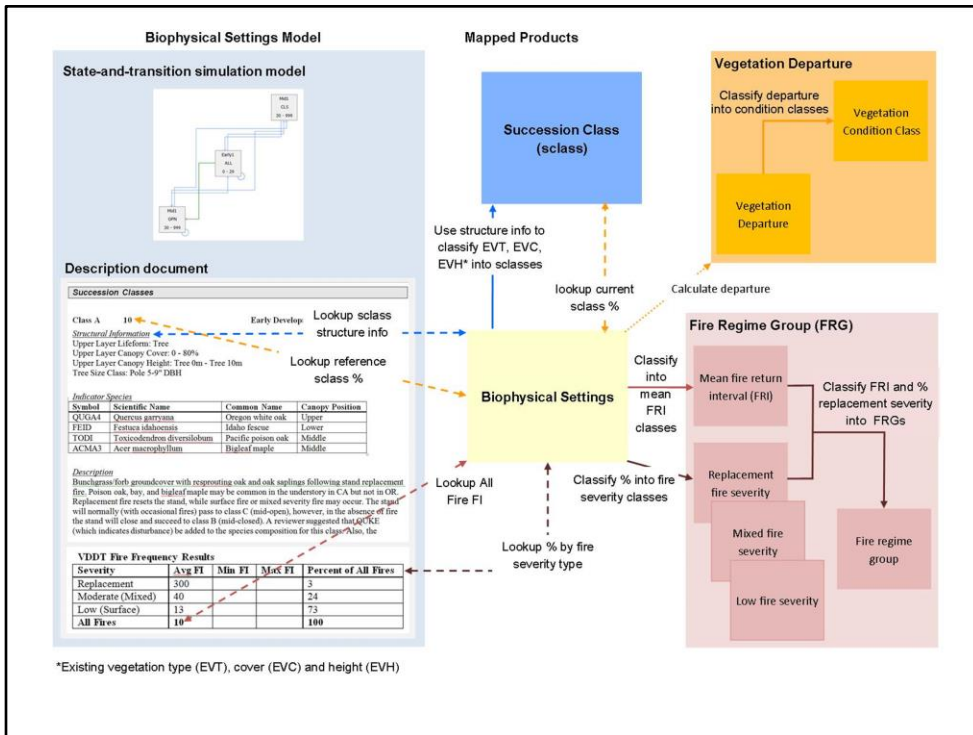 Biophysical Settings Model
Mapped Products
State-and-transition simulation model
MID1
CLS
EARLY1
ALL
0 - 29
MID1
OPN
Description document
Succession Classes
Class A 10 Early Develop
Structural Information
Upper Layer Lifeform: Tree
Upper Layer Canopy Cover: 0 - 80%
Upper Layer Canopy Height: Tree 0m - Tree 10m
Tree Size Class: Pole 5-9" DBH
Indicator Species
Symbol Scientific Name Common Name Canopy Position
QUGA4 Quercus garryana Oregon white oak Upper
FEID Festuca idahoensis Idaho fescue Lower
TODI Toxicodendron diversilobum Pacific poison oak Middle
ACMA3 Acer macrophyllum Bigleaf maple Middle
Description
Bunchgrass/forb groundcover with resprouting oak and oak saplings following stand replacement
fire. Poison oak, bay, and bigleaf maple may be common in the understory in CA but not in OR.
Replacement fire resets the stand, while surface fire or mixed severity fire may occur. The stand
will normally (with occasional fires) pass to class C (mid-open), however, in the absence of fire
the stand will close and succeed to class B (mid-closed). A reviewer suggested that QUKE
(which indicates disturbance) be added to the species composition for this class. Also, the
VDDT Fire Frequency Results
Severity Avg FI Min FI Max FI Percent of All Fires
Replacement 300 3
Moderate (Mixed) 40 24
Low (Surface) 13 73
All Fires 10 100
*Existing vegetation type (EVT), cover (EVC) and height (EVH)
Lookup sclass
structure info
Lookup reference
sclass %
Lookup All
Fire FI
Succession Class
(sclass)
Use structure info to
classify EVT, EVC,
EVH* into sclasses
lookup current
sclass %
Biophysical Settings
Lookup % by fire
severity type
Calculate departure
Classify
into
mean
FRI
classes
Classify % into fire
severity classes
Vegetation Departure
Classify departure
into condition classes
Vegetation
Condition Class
Vegetation
Departure
Fire Regime Group (FRG)
Mean fire return
interval (FRI)
Classify FRI and %
replacement severity
into FRGs
Replacement
fire severity
Mixed fire
severity
Low fire severity
Fire regime
group